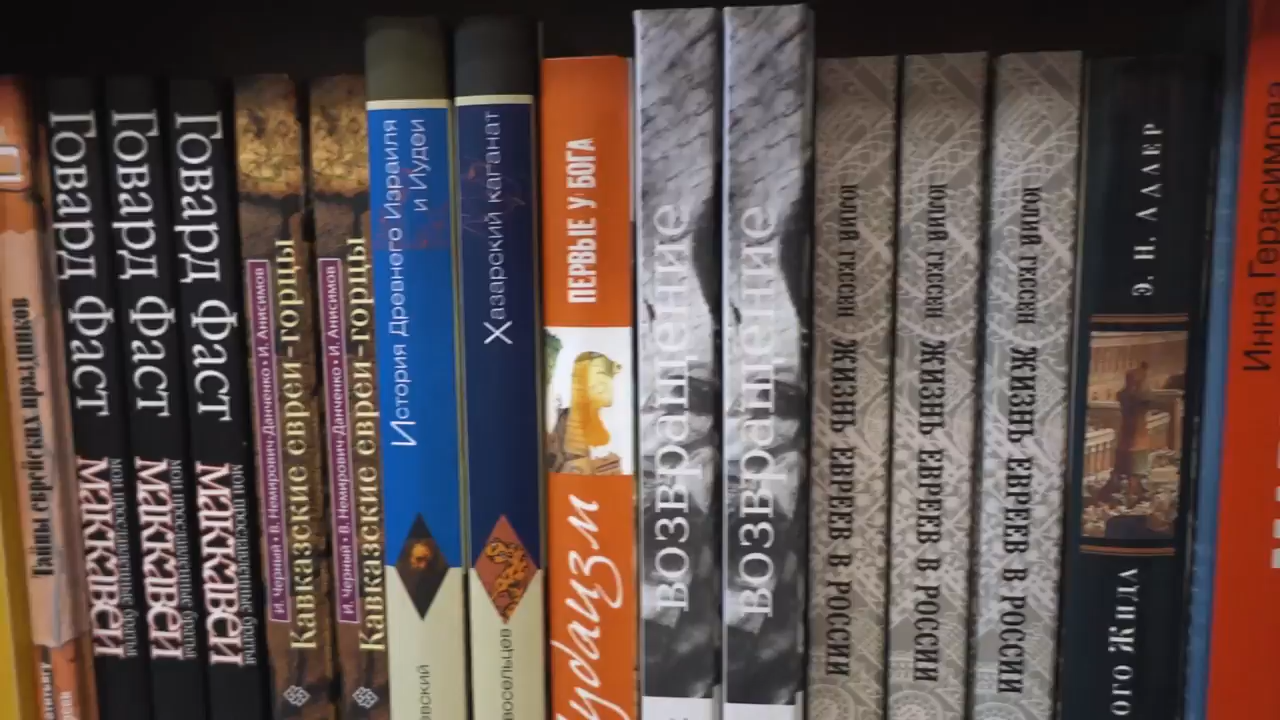 Тайны еврейских праздников
Говард Фаст
мои прославленные братья
Маккавеи
Говард Фаст
мои прославленные братья
Маккавеи
Говард Фаст
мои прославленные братья
Маккавеи
И. Черный • В. Немирович-Данченко • И. Анисимов
Кавказские евреи-горцы
И. Черный • В. Немирович-Данченко • И. Анисимов
Кавказские евреи-горцы
История Древнего Израиля
и Иудеи
Хазарский каганат
ПЕРВЫЕ У БОГА
Иудаизм
возвращение
возвращение
ЮЛИЙ ГЕССЕН ЖИЗНЬ ЕВРЕЕВ В РОССИИ
ЮЛИЙ ГЕССЕН ЖИЗНЬ ЕВРЕЕВ В РОССИИ
ЮЛИЙ ГЕССЕН ЖИЗНЬ ЕВРЕЕВ В РОССИИ
Э. Н. АДЛЕР
ого Жида
Инна Герасимова